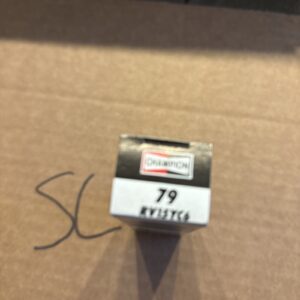 CHAMPION
79
RV15YC6
SC